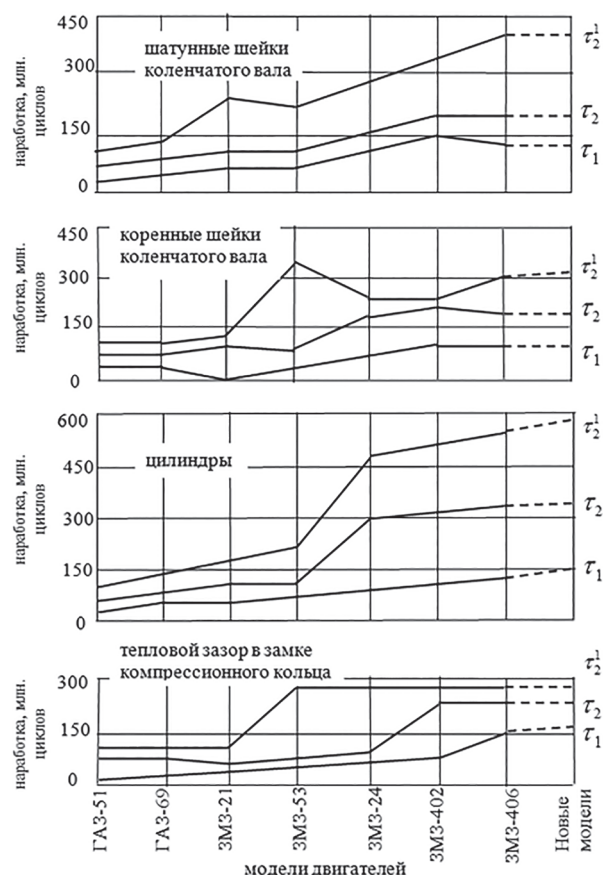 наработка, млн.
циклов
450
300
150
0
шатунные шейки
коленчатого вала
τ₂¹
τ₂
τ₁
наработка, млн.
циклов
450
300
150
0
коренные шейки
коленчатого вала
τ₂¹
τ₂
τ₁
наработка, млн.
циклов
600
450
300
150
0
цилиндры
τ₂¹
τ₂
τ₁
наработка, млн.
циклов
300
150
0
тепловой зазор в замке
компрессионного кольца
τ₂¹
τ₂
τ₁
ГАЗ-51
ГАЗ-69
ЗМЗ-21
ЗМЗ-53
ЗМЗ-24
ЗМЗ-402
ЗМЗ-406
Новые
модели
модели двигателей